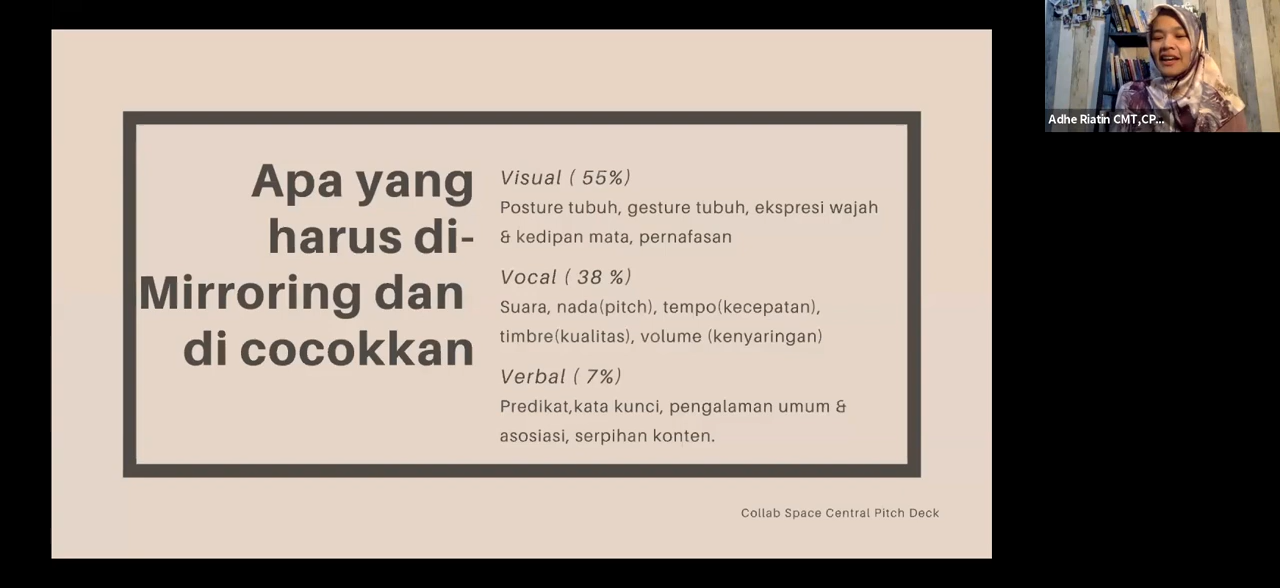 Apa yang
harus di-
Mirroring dan
di cocokkan
Visual ( 55%)
Posture tubuh, gesture tubuh, ekspresi wajah
& kedipan mata, pernafasan
Vocal ( 38 %)
Suara, nada(pitch), tempo(kecepatan),
timbre(kualitas), volume (kenyaringan)
Verbal ( 7%)
Predikat,kata kunci, pengalaman umum &
asosiasi, serpihan konten.
Collab Space Central Pitch Deck
Adhe Riatin CMT,CP...